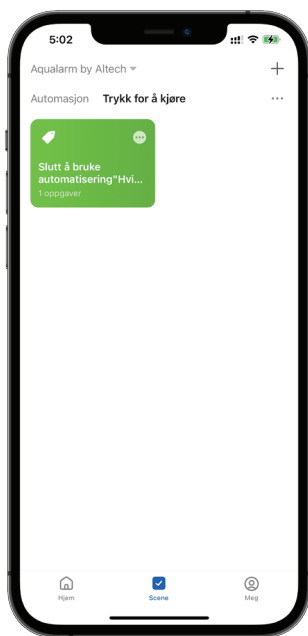 5:02
Aqualarm by Altech
Automasjon Trykk for å kjøre
Slutt å bruke
automatisering"Hvi...
1 oppgaver
Hjem Scene Meg